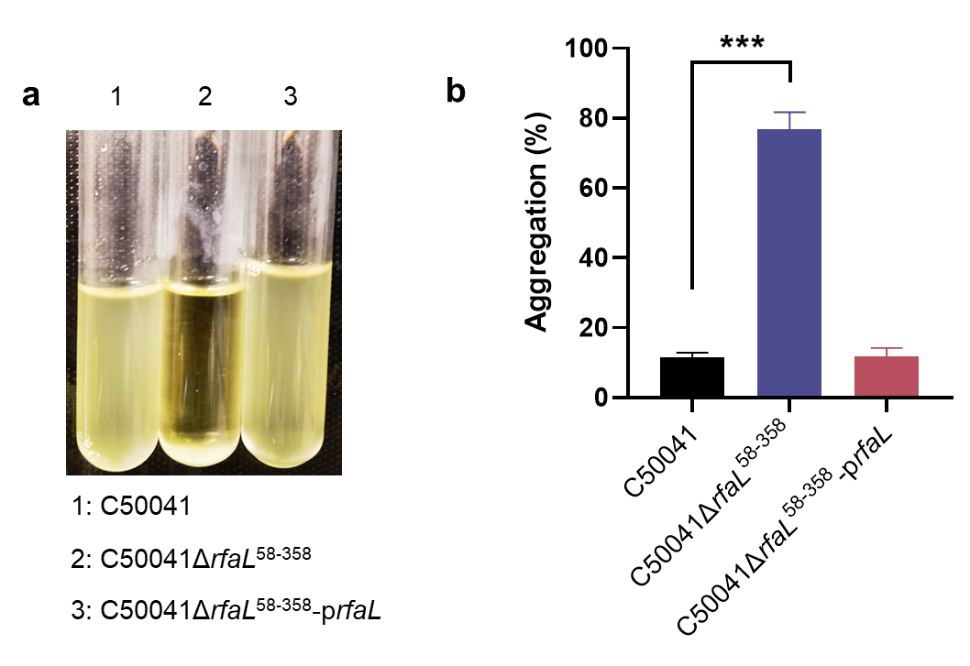 a
1 2 3
1: C50041
2: C50041ΔrfaL58-358
3: C50041ΔrfaL58-358-prfaL
b
***
Aggregation (%)
100
80
60
40
20
0
C50041
C50041ΔrfaL58-358
C50041ΔrfaL58-358-prfaL